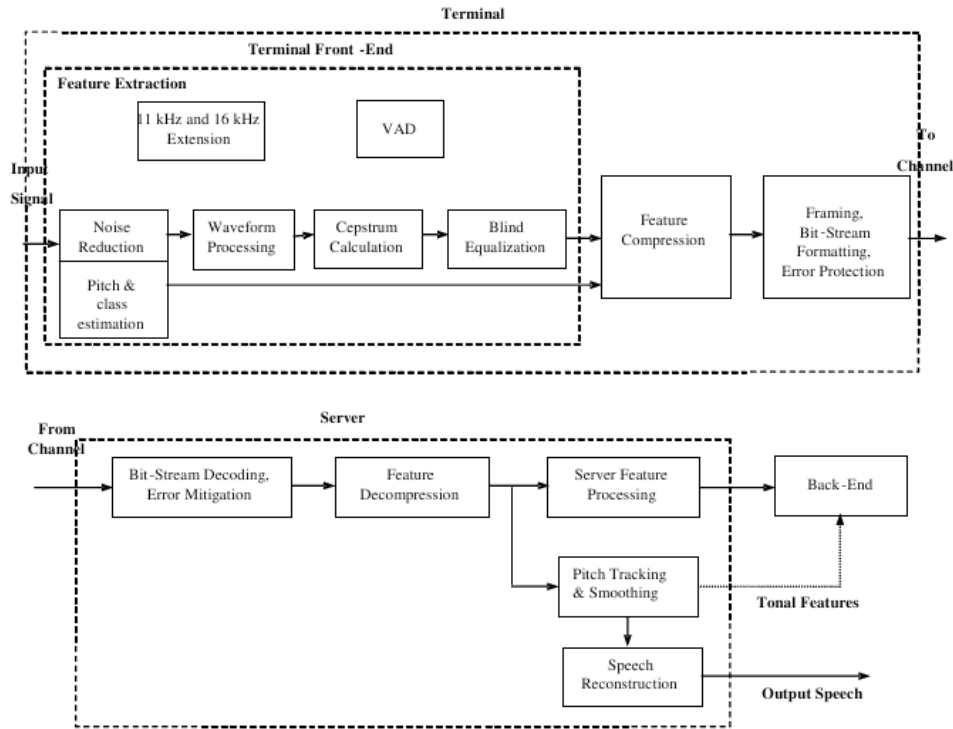 Terminal
Terminal Front -End
Feature Extraction
11 kHz and 16 kHz
Extension
VAD
Input
Signal
To
Channel
Noise
Reduction
Waveform
Processing
Cepstrum
Calculation
Blind
Equalization
Feature
Compression
Framing,
Bit-Stream
Formatting,
Error Protection
Pitch &
class
estimation
Server
From
Channel
Bit-Stream Decoding,
Error Mitigation
Feature
Decompression
Server Feature
Processing
Back-End
Pitch Tracking
& Smoothing
Tonal Features
Speech
Reconstruction
Output Speech